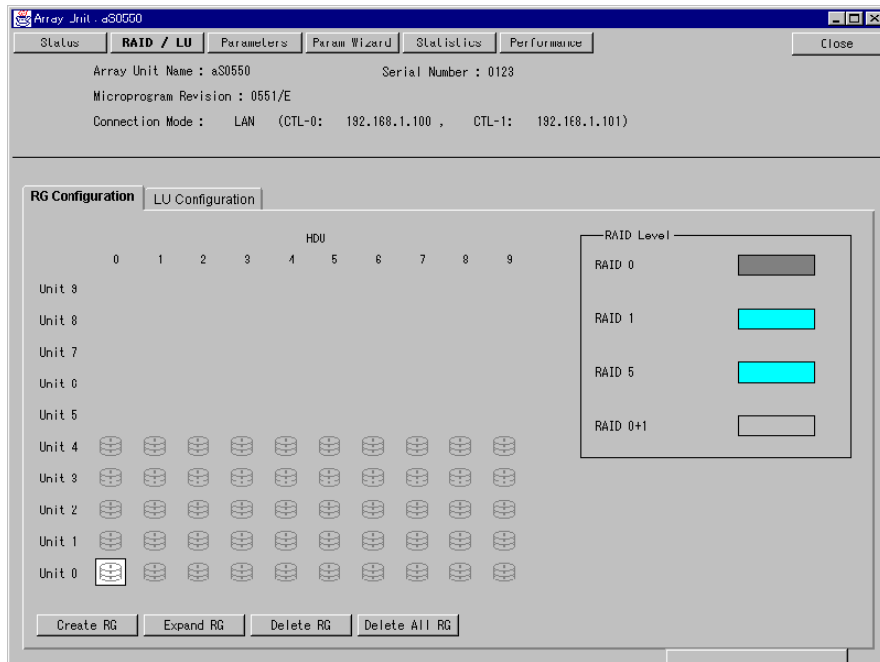 Array Unit : aS0550
Status RAID / LU Parameters Param Wizard Statistics Performance Close
Array Unit Name : aS0550 Serial Number : 0123
Microprogram Revision : 0551/E
Connection Mode : LAN (CTL-0: 192.168.1.100 , CTL-1: 192.168.1.101)
RG Configuration LU Configuration
HDU
0 1 2 3 4 5 6 7 8 9
Unit 9
Unit 8
Unit 7
Unit 6
Unit 5
Unit 4
Unit 3
Unit 2
Unit 1
Unit 0
RAID Level
RAID 0
RAID 1
RAID 5
RAID 0+1
Create RG Expand RG Delete RG Delete All RG